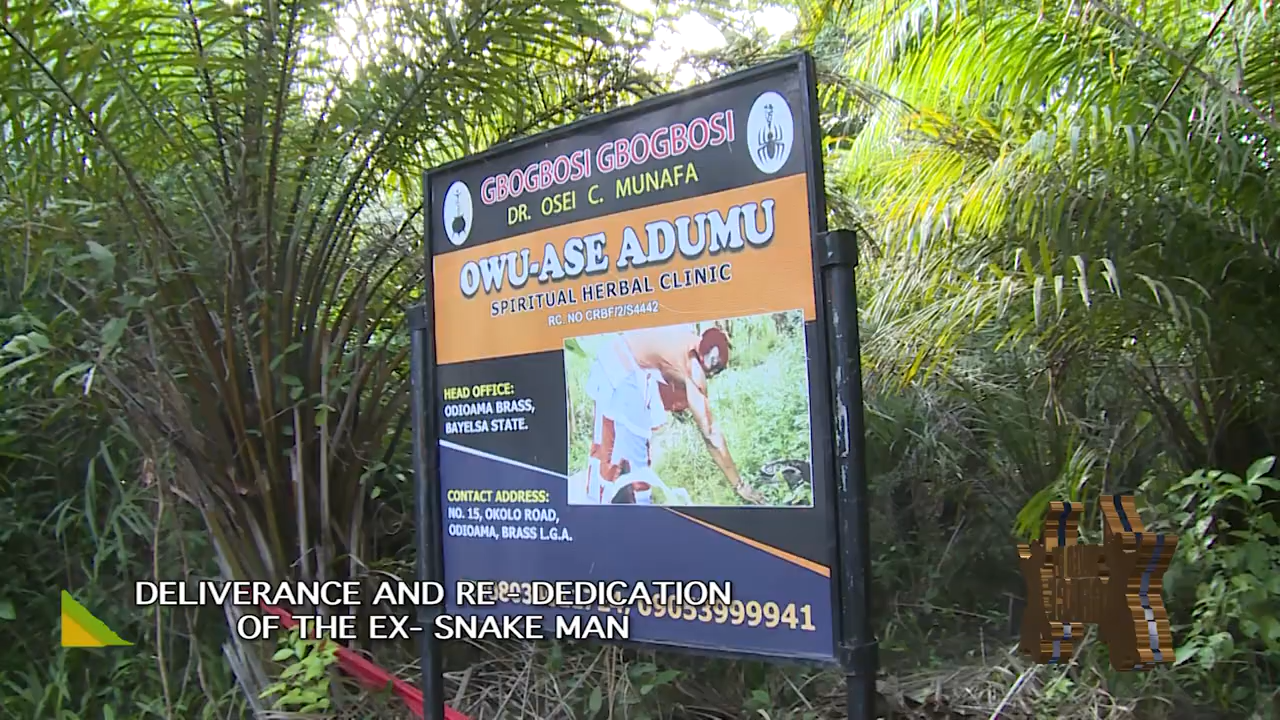 GBOGBOSI GBOGBOSI
DR. OSEI C. MUNAFA
OWU-ASE ADUMU
SPIRITUAL HERBAL CLINIC
RC. NO CRBF/2/S4442
HEAD OFFICE:
ODIOAMA BRASS,
BAYELSA STATE.
CONTACT ADDRESS:
NO. 15, OKOLO ROAD,
ODIOAMA, BRASS L.G.A.
09053999941
DELIVERANCE AND RE - DEDICATION
OF THE EX- SNAKE MAN